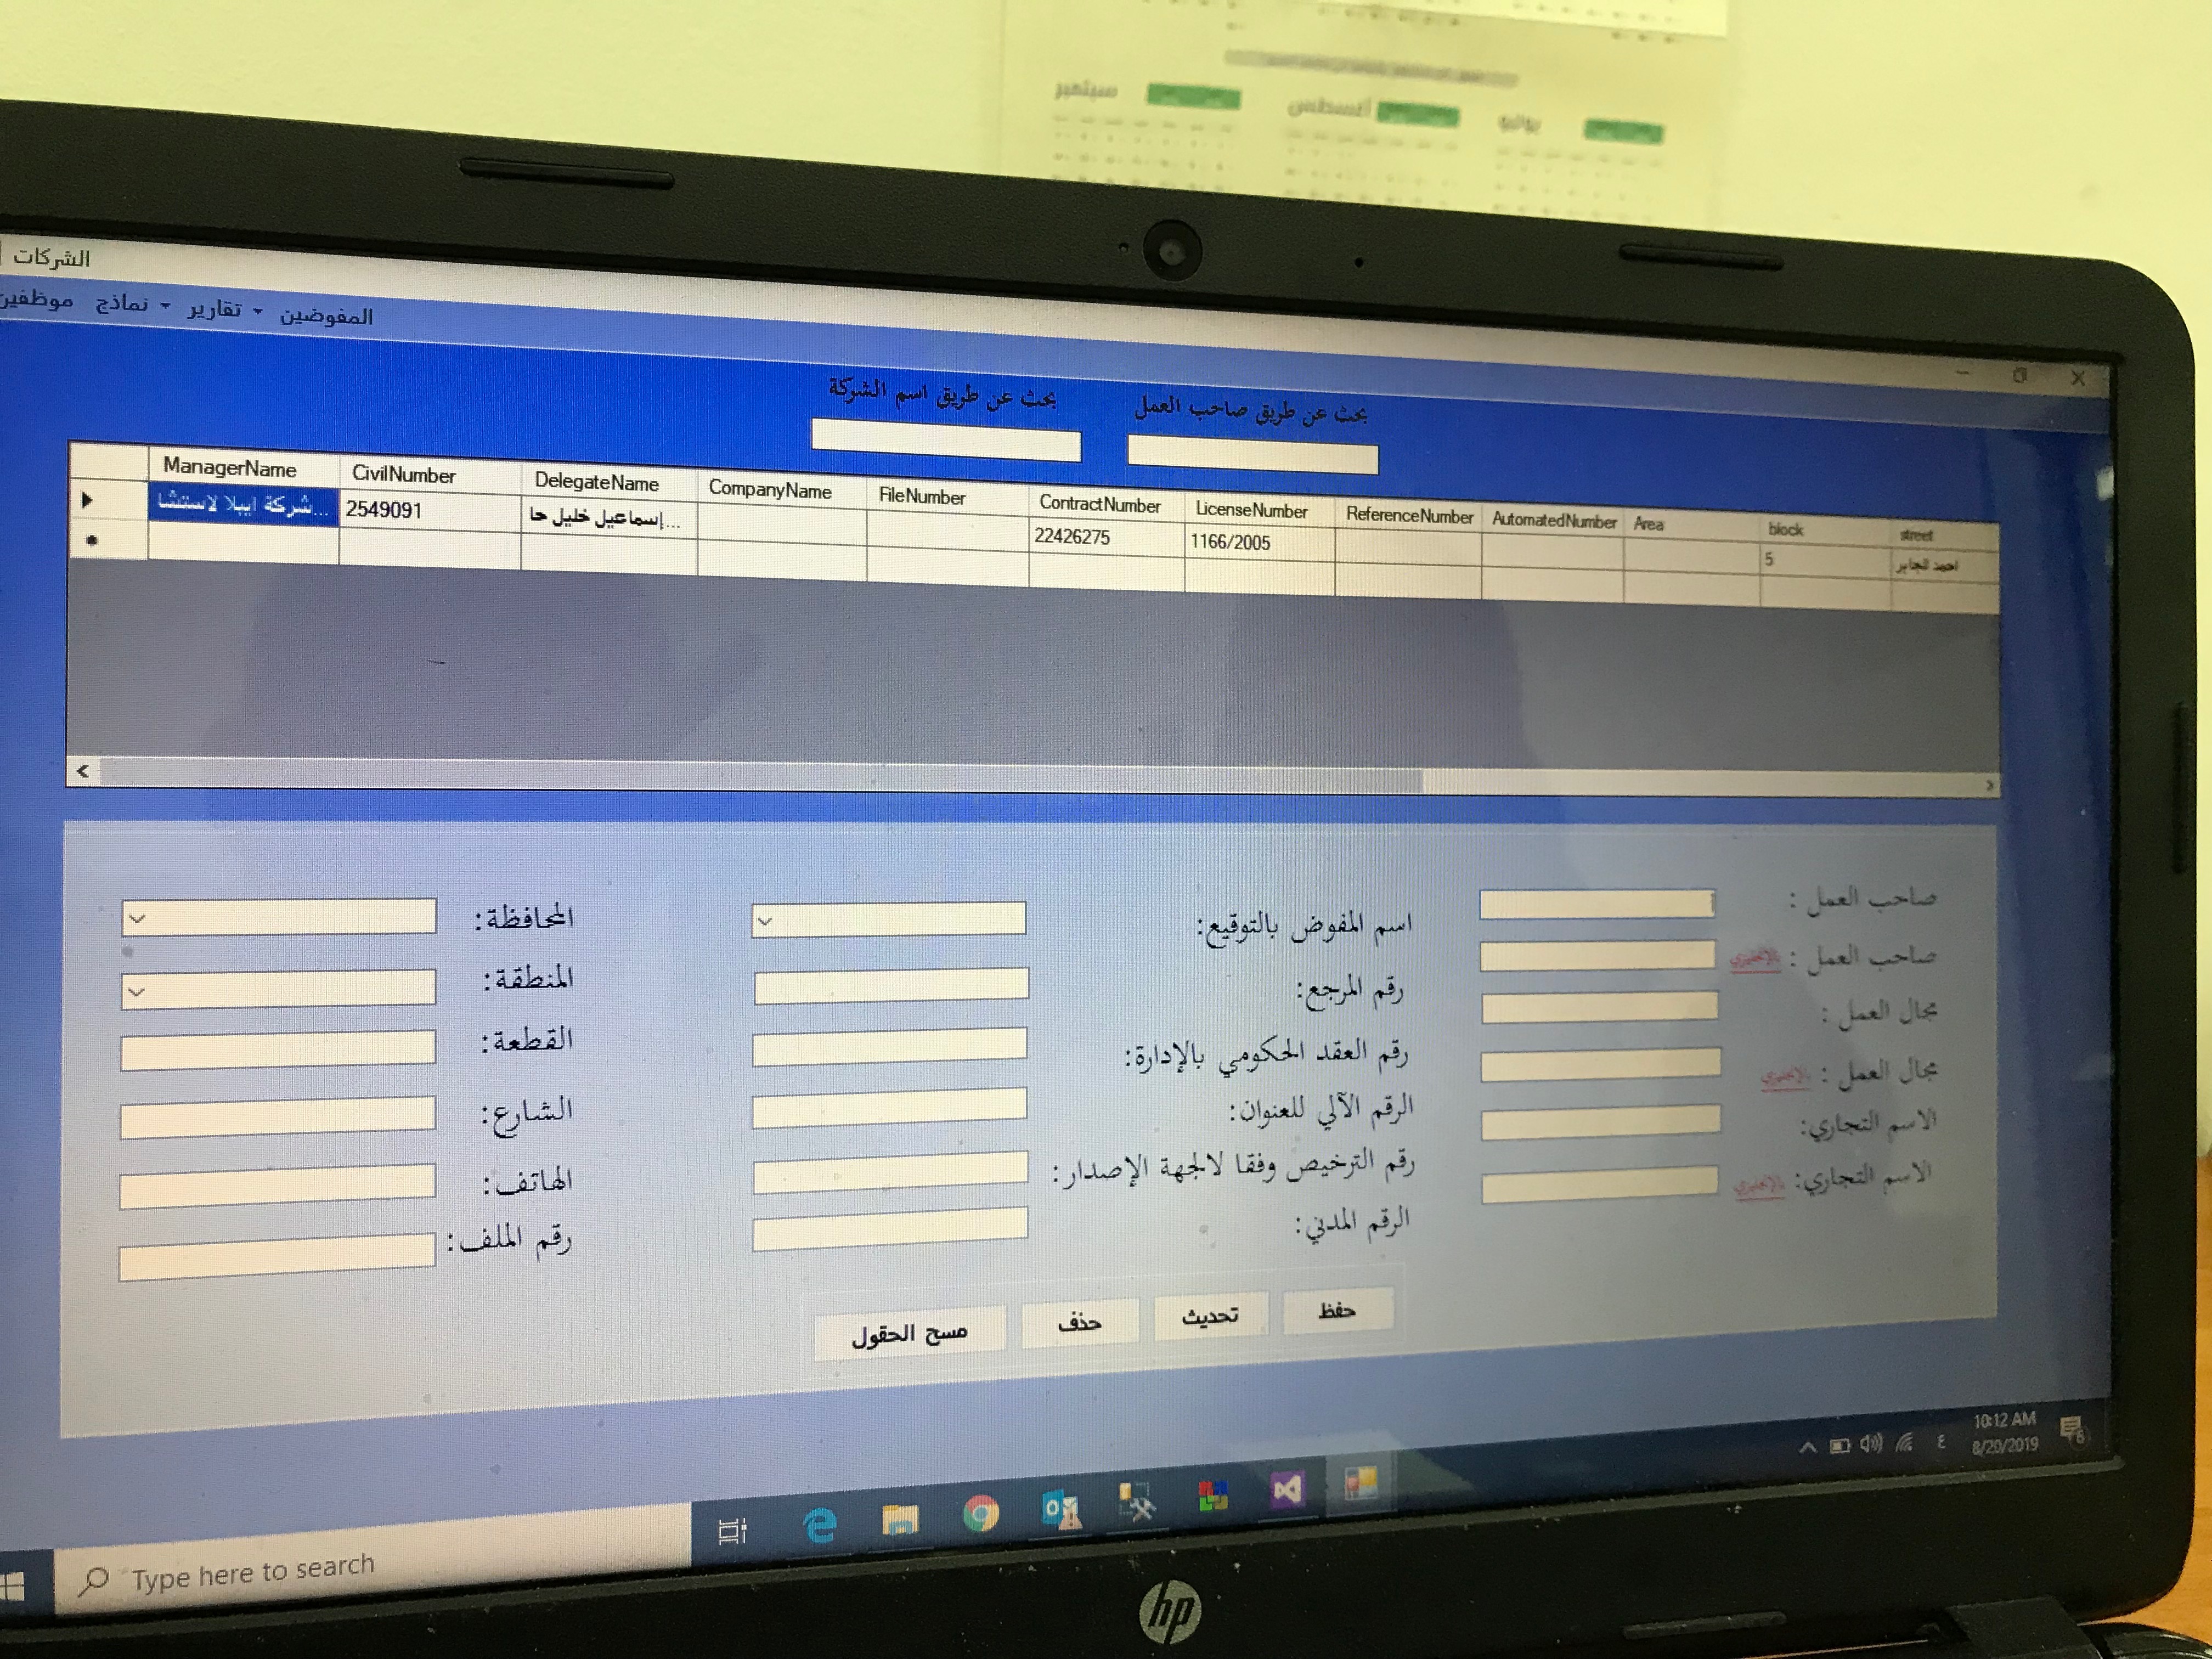 سبتمبر
أغسطس
يوليو
الشركات
المفوضين تقارير نماذج موظفين
بحث عن طريق صاحب العمل
بحث عن طريق اسم الشركة
ManagerName CivilNumber DelegateName CompanyName FileNumber ContractNumber LicenseNumber ReferenceNumber AutomatedNumber Area block street
شركة ايبلا لاستشا... 2549091 إسماعيل خليل حا... 22426275 1166/2005 5 احمد الجابر
صاحب العمل :
صاحب العمل : بالإنجليزي
مجال العمل :
مجال العمل : بالإنجليزي
الاسم التجاري:
الاسم التجاري: بالإنجليزي
اسم المفوض بالتوقيع:
رقم المرجع:
رقم العقد الحكومي بالإدارة:
الرقم الآلي للعنوان:
رقم الترخيص وفقا لالجهة الإصدار:
الرقم المدني:
المحافظة:
المنطقة:
القطعة:
الشارع:
الهاتف:
رقم الملف:
حفظ
تحديث
حذف
مسح الحقول
ع
10:12 AM
8/20/2019
6
Type here to search
hp